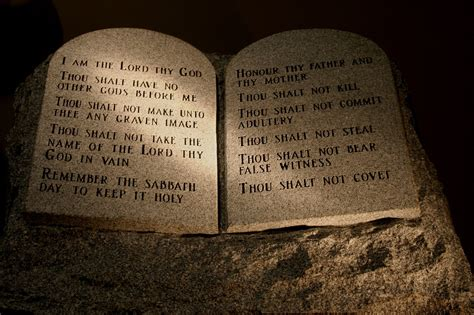 I am the Lord thy God
Thou shalt have no
other gods before me
Thou shalt not make unto
thee any graven image
Thou shalt not take the
name of the Lord thy
God in vain
Remember the sabbath
day to keep it holy
Honour thy father and
thy mother
Thou shalt not kill
Thou shalt not commit
adultery
Thou shalt not steal
Thou shalt not bear
false witness
Thou shalt not covet